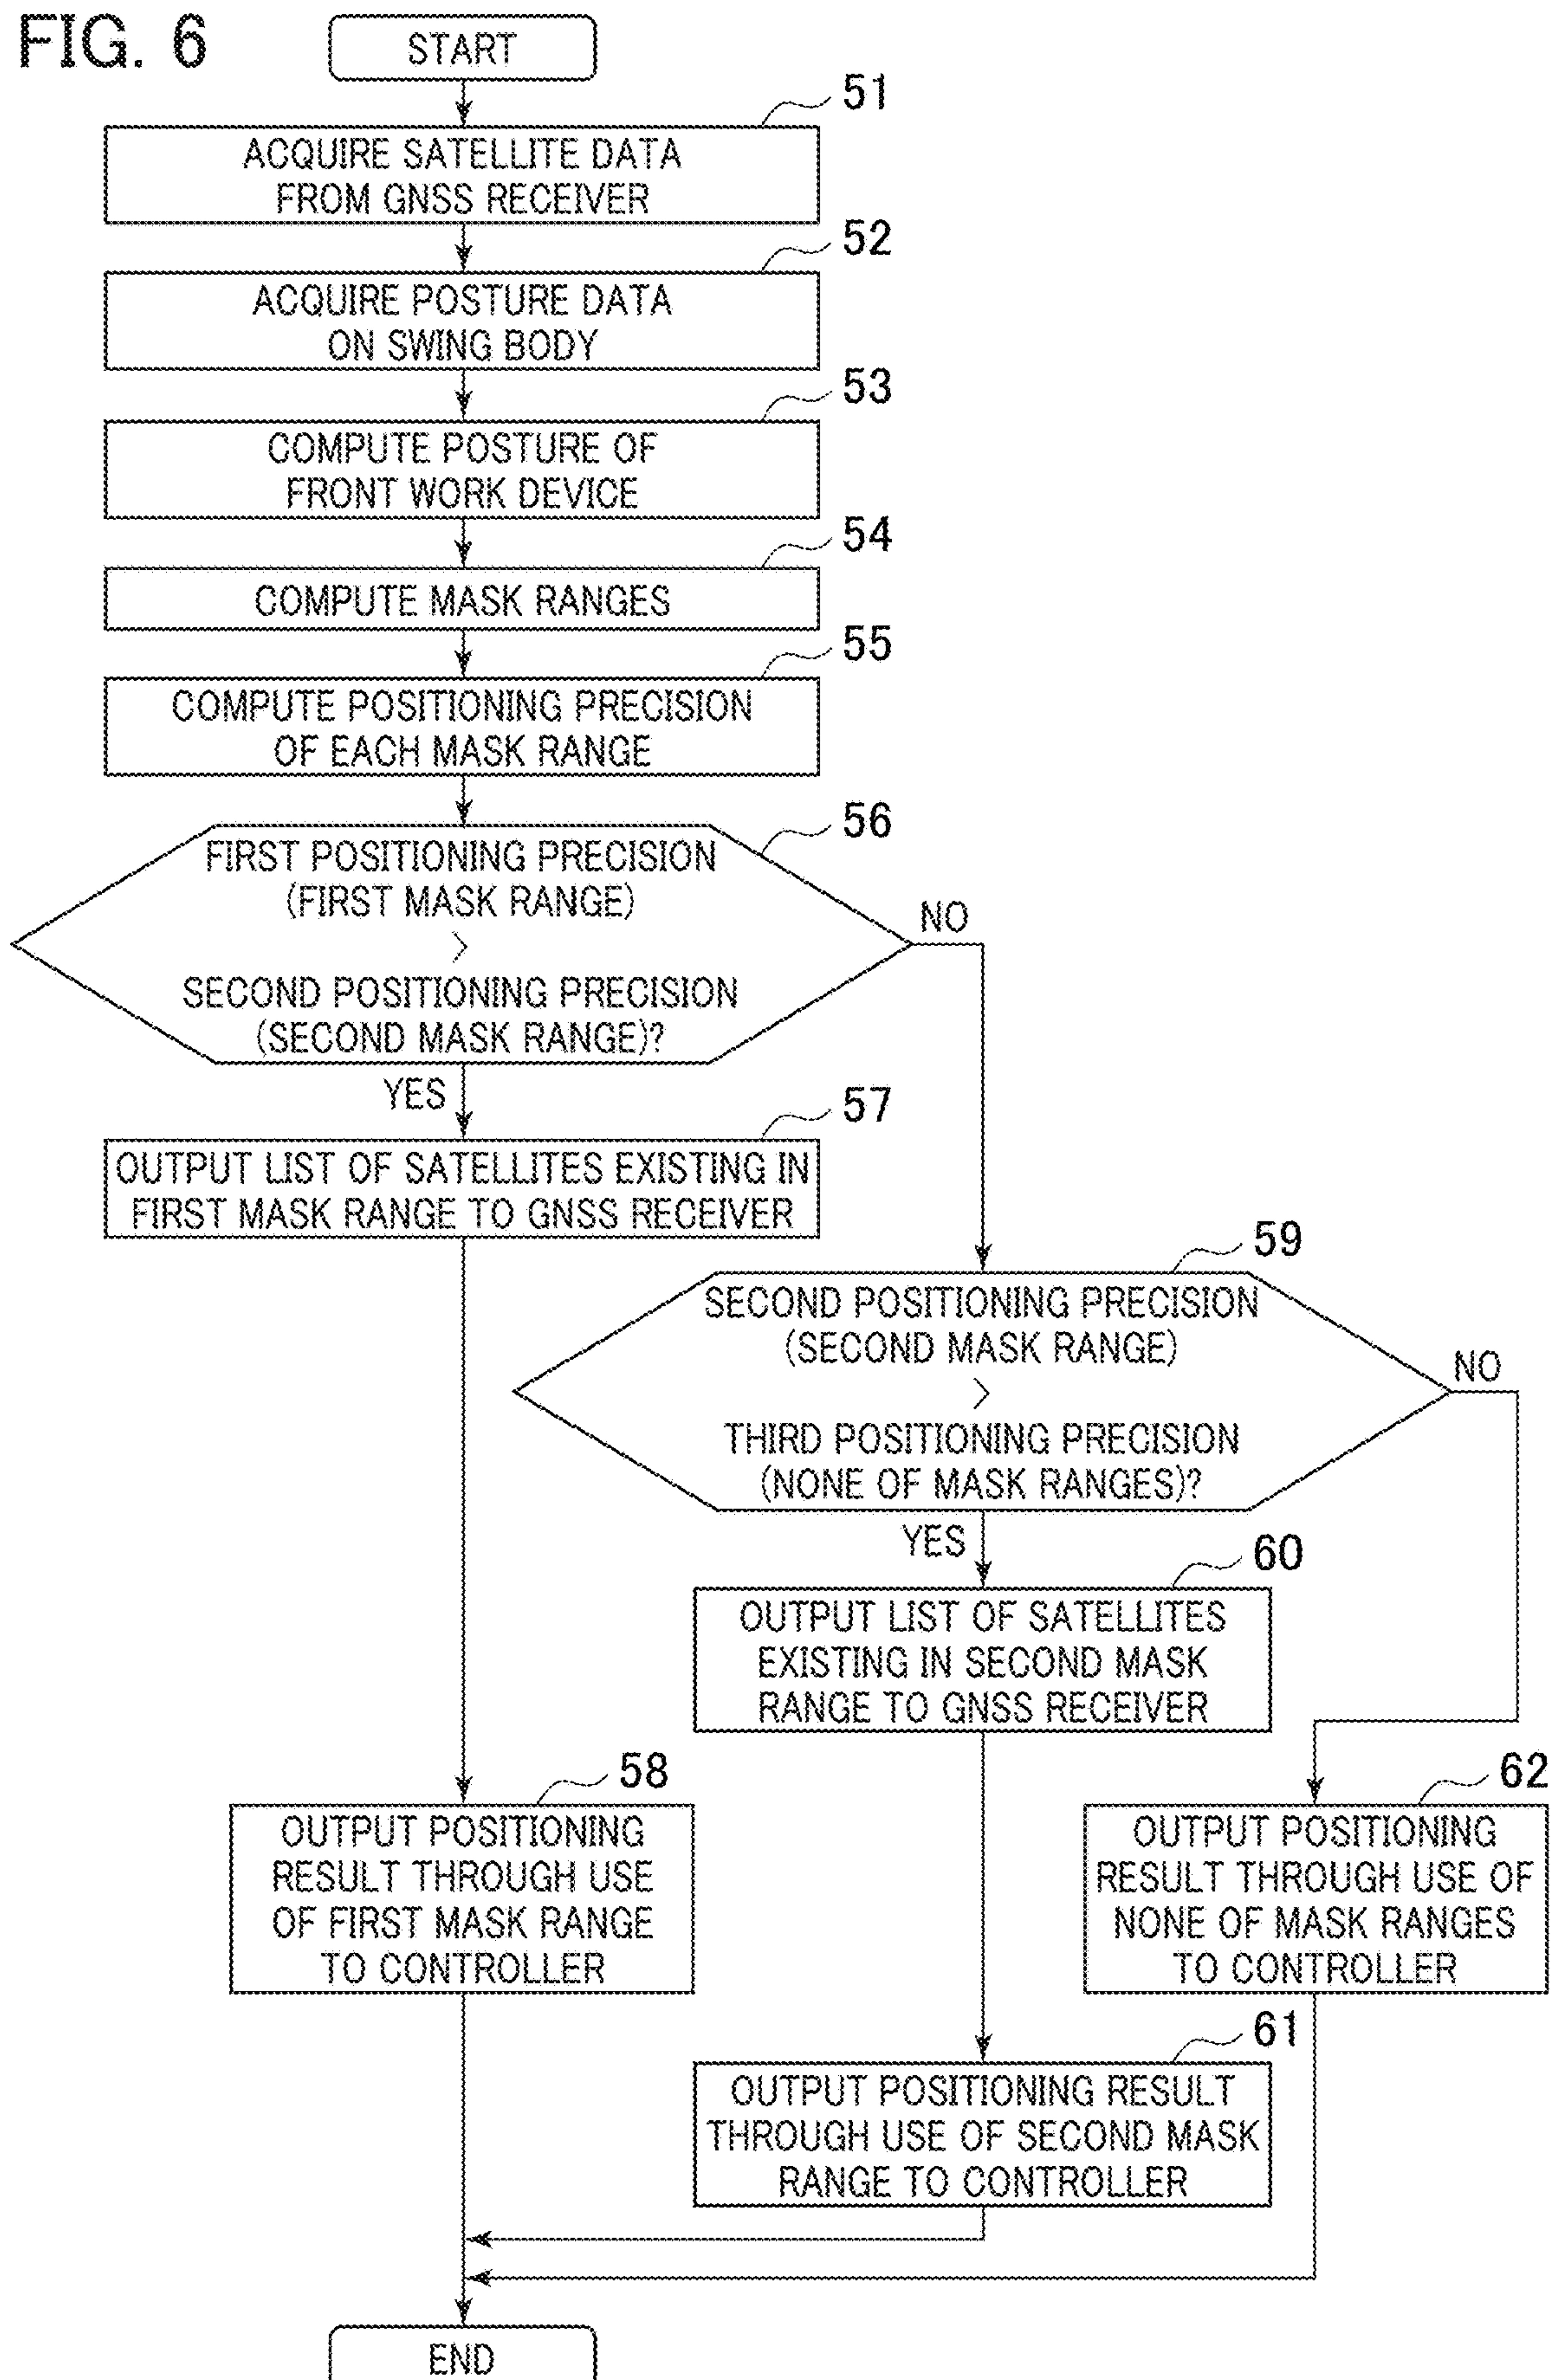 FIG. 6
START
51
ACQUIRE SATELLITE DATA
FROM GNSS RECEIVER
52
ACQUIRE POSTURE DATA
ON SWING BODY
53
COMPUTE POSTURE OF
FRONT WORK DEVICE
54
COMPUTE MASK RANGES
55
COMPUTE POSITIONING PRECISION
OF EACH MASK RANGE
56
FIRST POSITIONING PRECISION
(FIRST MASK RANGE)
>
SECOND POSITIONING PRECISION
(SECOND MASK RANGE)?
NO
YES
57
OUTPUT LIST OF SATELLITES EXISTING IN
FIRST MASK RANGE TO GNSS RECEIVER
59
SECOND POSITIONING PRECISION
(SECOND MASK RANGE)
>
THIRD POSITIONING PRECISION
(NONE OF MASK RANGES)?
NO
YES
60
OUTPUT LIST OF SATELLITES
EXISTING IN SECOND MASK
RANGE TO GNSS RECEIVER
58
OUTPUT POSITIONING
RESULT THROUGH USE
OF FIRST MASK RANGE
TO CONTROLLER
62
OUTPUT POSITIONING
RESULT THROUGH USE OF
NONE OF MASK RANGES
TO CONTROLLER
61
OUTPUT POSITIONING RESULT
THROUGH USE OF SECOND MASK
RANGE TO CONTROLLER
END